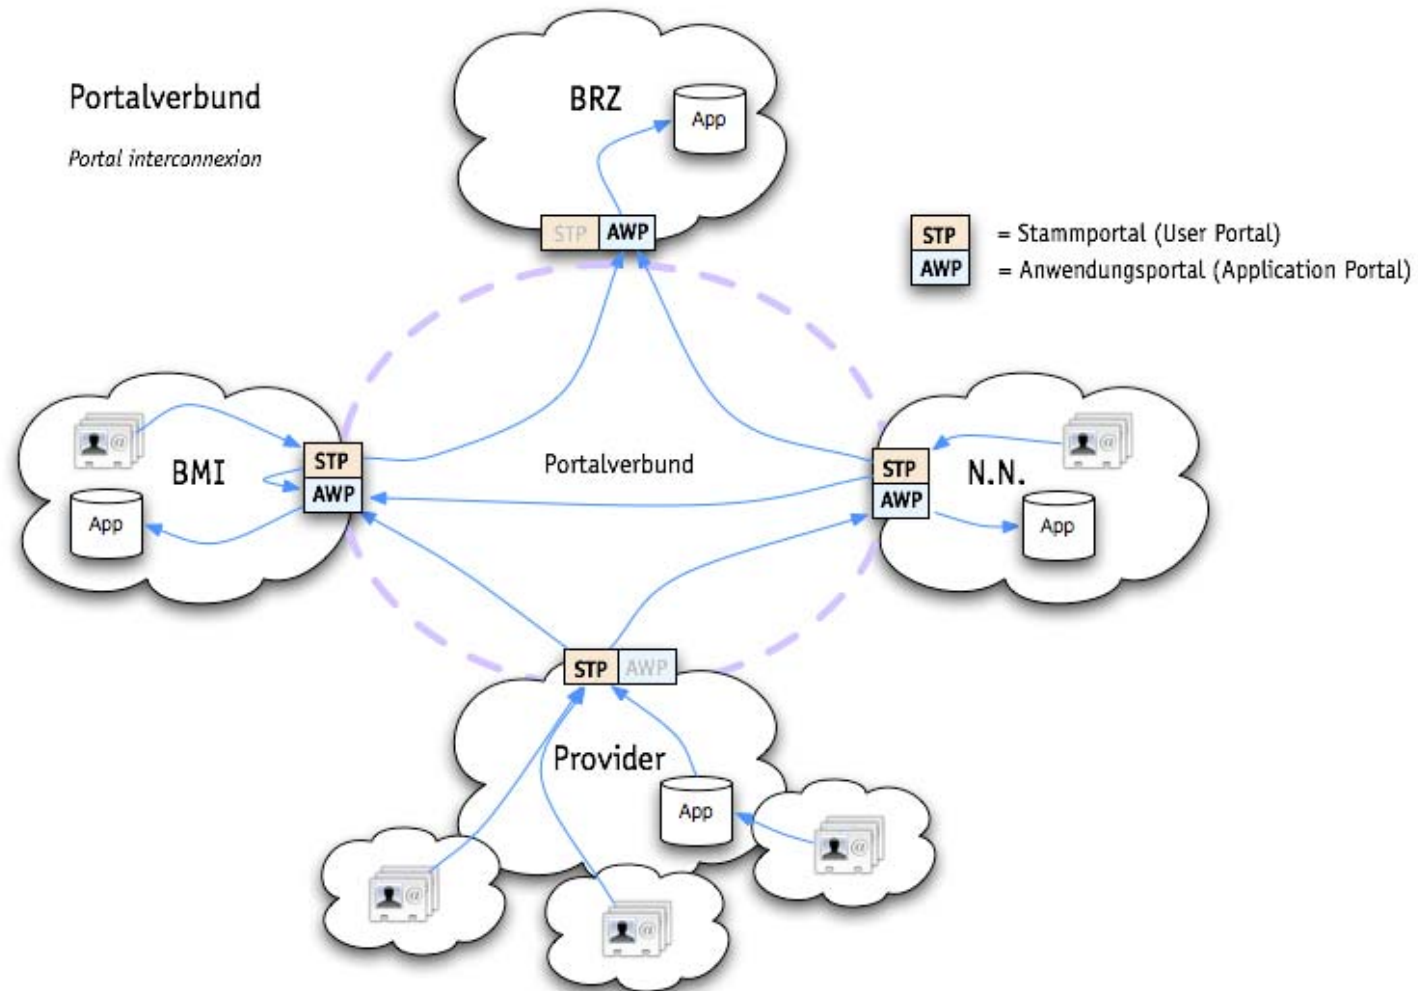 Portalverbund
Portal interconnexion
BRZ
App
STP AWP
STP = Stammportal (User Portal)
AWP = Anwendungsportal (Application Portal)
@
BMI
App
STP
AWP
Portalverbund
STP
AWP
N.N.
@
App
STP AWP
Provider
App
@
@
@